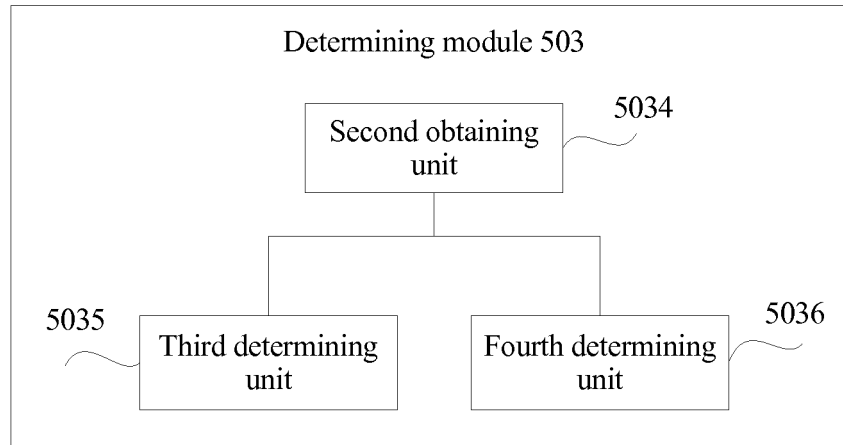 Determining module 503
5034
Second obtaining
unit
5035
Third determining
unit
5036
Fourth determining
unit